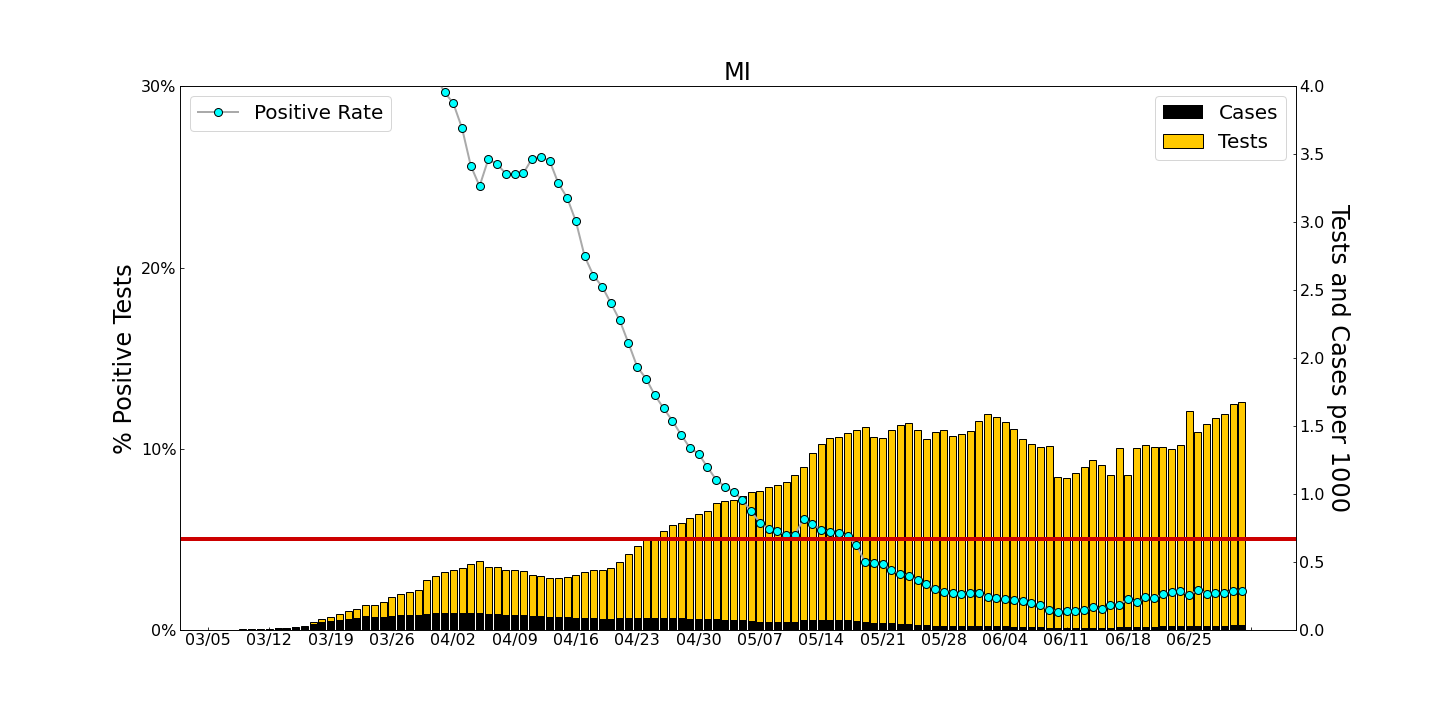 MI
30%
20%
10%
0%
% Positive Tests
Positive Rate
Cases
Tests
4.0
3.5
3.0
2.5
2.0
1.5
1.0
0.5
0.0
Tests and Cases per 1000
03/05 03/12 03/19 03/26 04/02 04/09 04/16 04/23 04/30 05/07 05/14 05/21 05/28 06/04 06/11 06/18 06/25